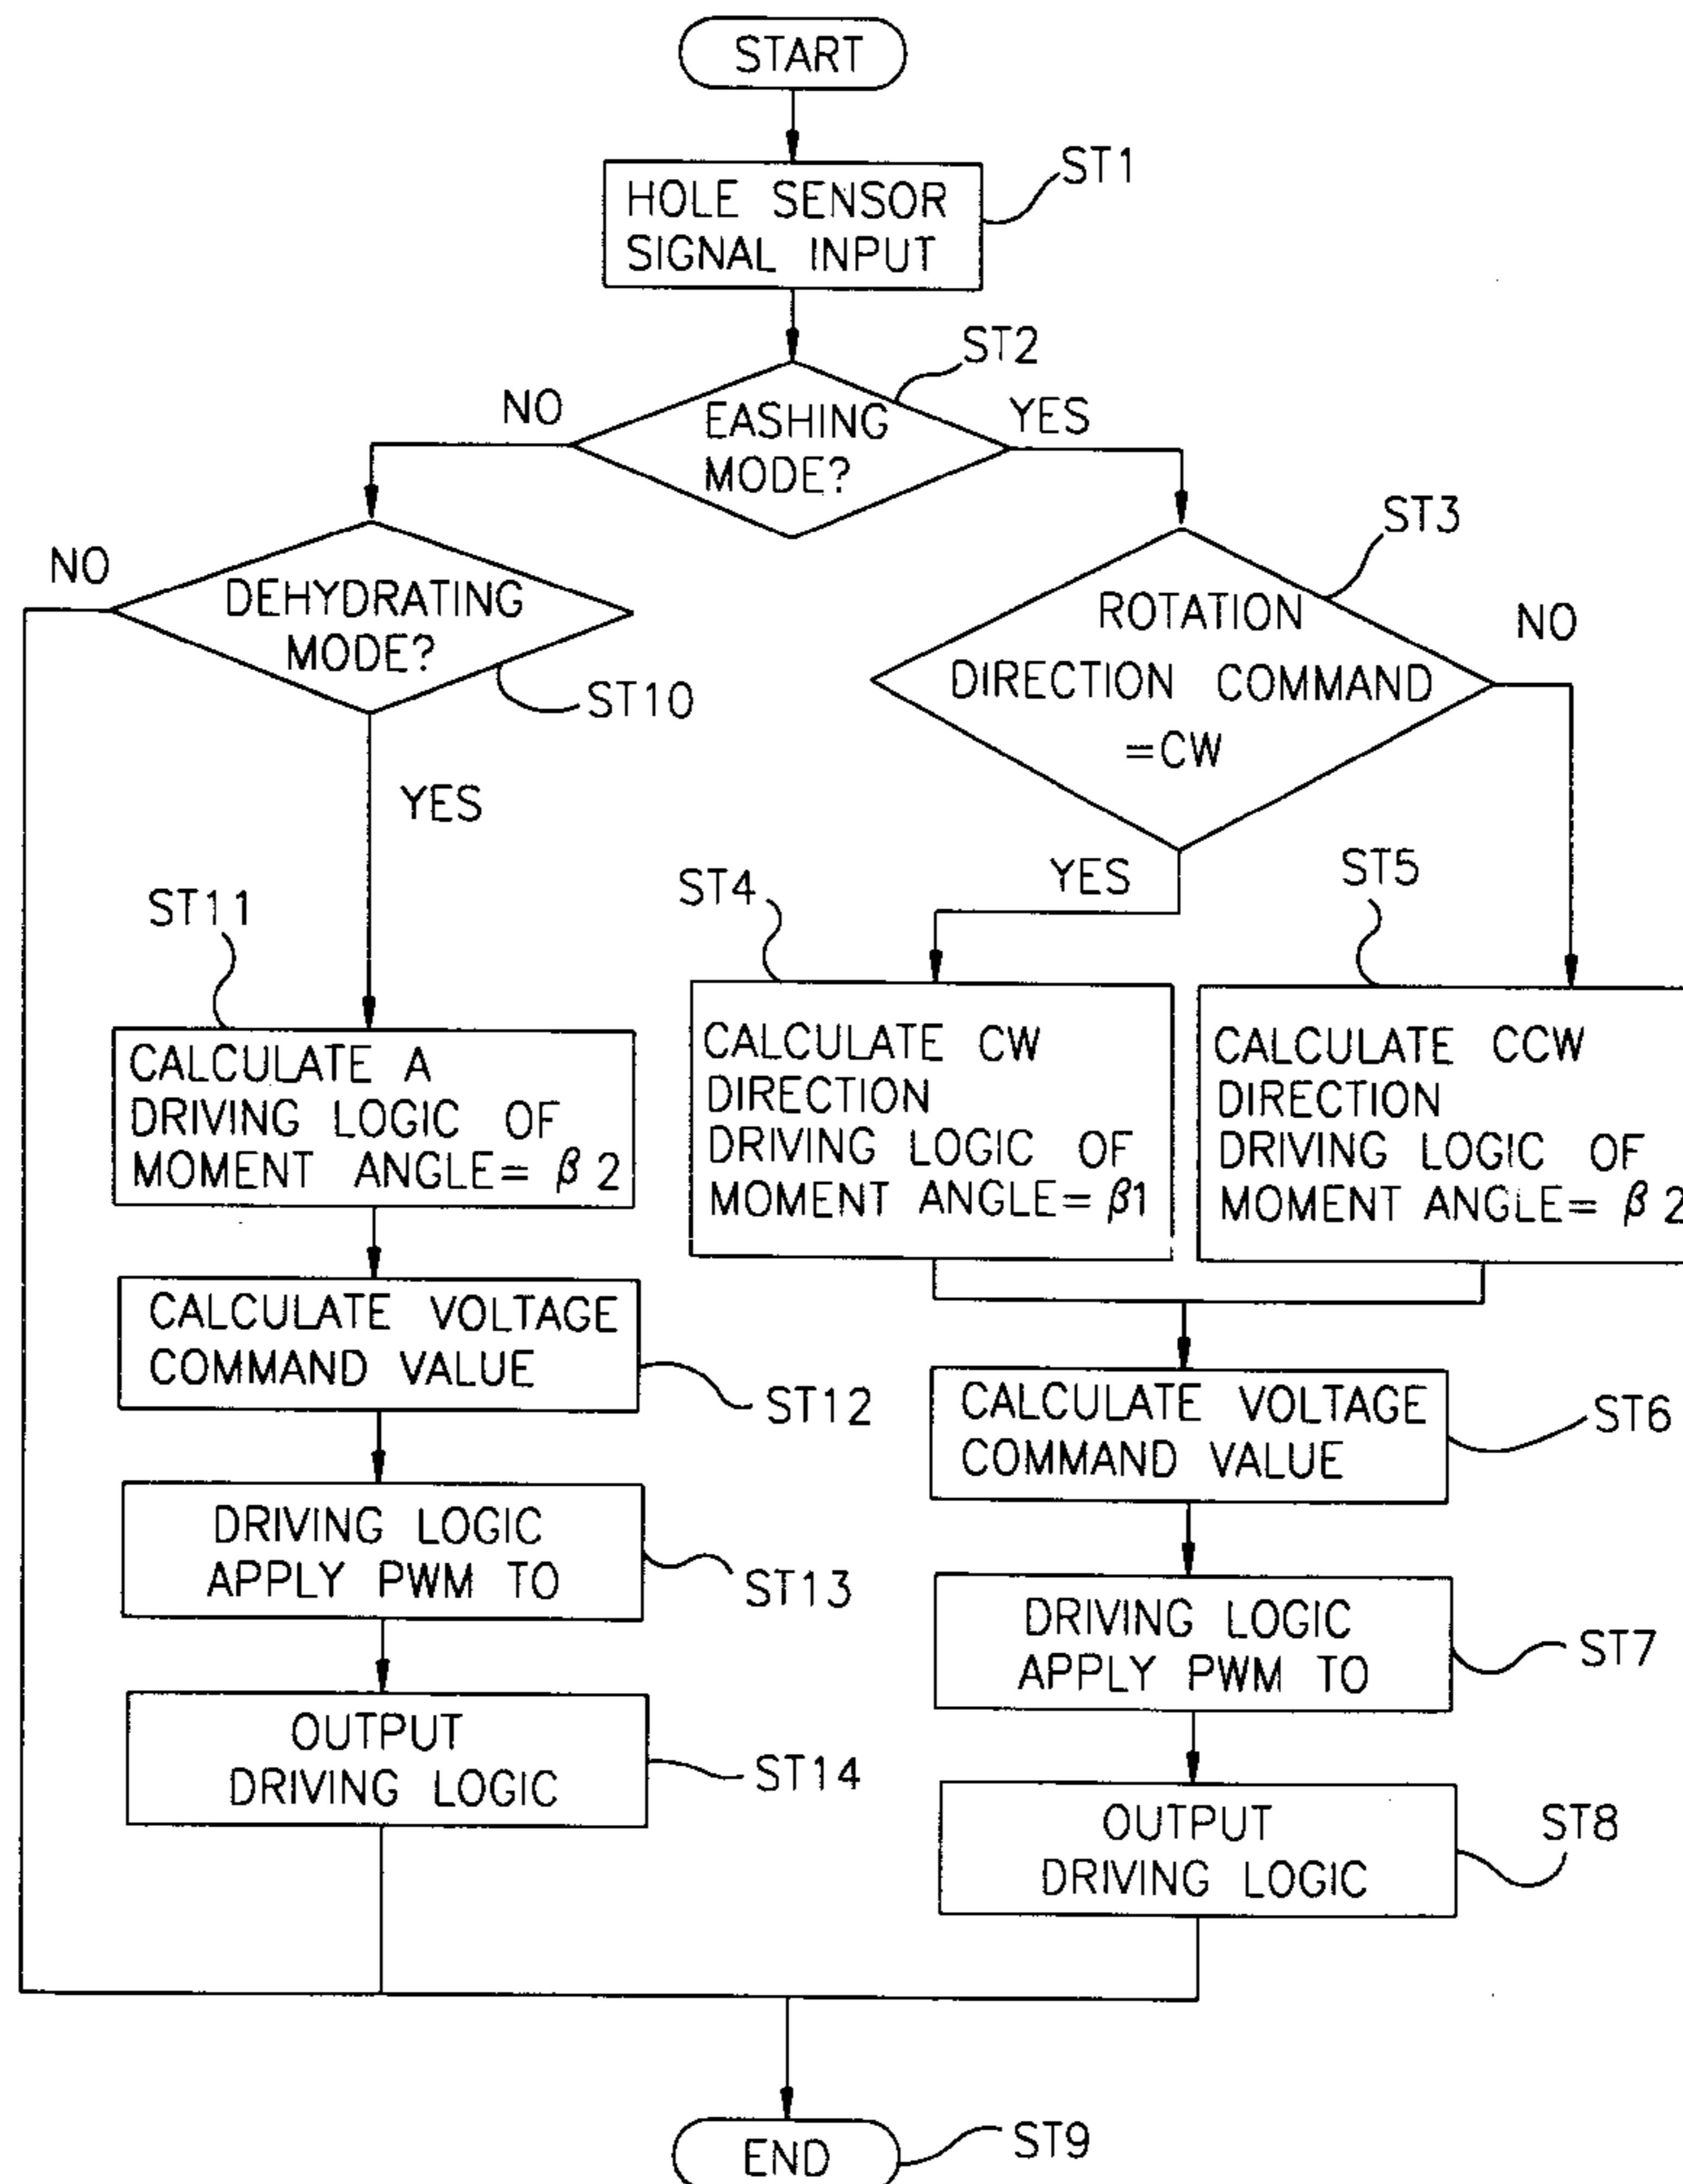 START
HOLE SENSOR
SIGNAL INPUT
ST1
ST2
NO
EASHING
MODE?
YES
ST3
NO
DEHYDRATING
MODE?
ST10
ROTATION
DIRECTION COMMAND
=CW
NO
YES
YES
ST11
ST4
ST5
CALCULATE A
DRIVING LOGIC OF
MOMENT ANGLE= β 2
CALCULATE CW
DIRECTION
DRIVING LOGIC OF
MOMENT ANGLE= β1
CALCULATE CCW
DIRECTION
DRIVING LOGIC OF
MOMENT ANGLE= β 2
CALCULATE VOLTAGE
COMMAND VALUE
ST12
CALCULATE VOLTAGE
COMMAND VALUE
ST6
DRIVING LOGIC
APPLY PWM TO
ST13
DRIVING LOGIC
APPLY PWM TO
ST7
OUTPUT
DRIVING LOGIC
ST14
OUTPUT
DRIVING LOGIC
ST8
END
ST9